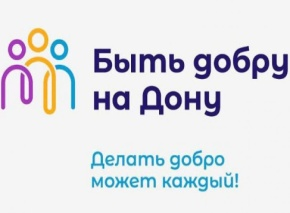 Быть добру
на Дону
Делать добро
может каждый!